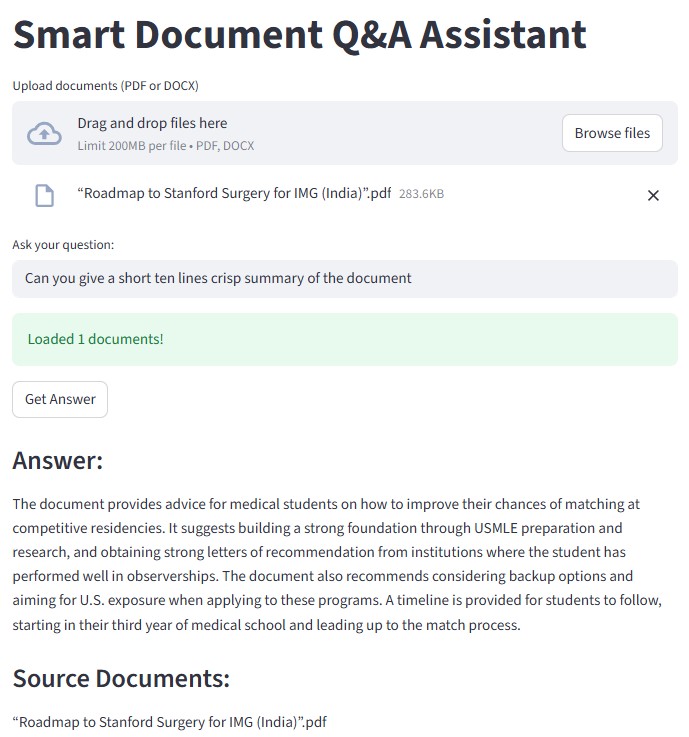 Smart Document Q&A Assistant
Upload documents (PDF or DOCX)
Drag and drop files here
Limit 200MB per file • PDF, DOCX
Browse files
“Roadmap to Stanford Surgery for IMG (India)”.pdf 283.6KB
Ask your question:
Can you give a short ten lines crisp summary of the document
Loaded 1 documents!
Get Answer
Answer:
The document provides advice for medical students on how to improve their chances of matching at
competitive residencies. It suggests building a strong foundation through USMLE preparation and
research, and obtaining strong letters of recommendation from institutions where the student has
performed well in observerships. The document also recommends considering backup options and
aiming for U.S. exposure when applying to these programs. A timeline is provided for students to follow,
starting in their third year of medical school and leading up to the match process.
Source Documents:
“Roadmap to Stanford Surgery for IMG (India)”.pdf